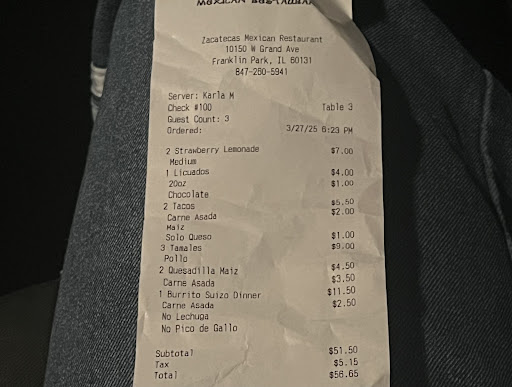 MEXICAN RESTAURANT
Zacatecas Mexican Restaurant
10150 W Grand Ave
Franklin Park, IL 60131
847-260-5941
Server: Karla M
Check #100 Table 3
Guest Count: 3
Ordered: 3/27/25 6:23 PM
2 Strawberry Lemonade $7.00
Medium
1 Licuados $4.00
20oz $1.00
Chocolate
2 Tacos $5.50
Carne Asada $2.00
Maiz
Solo Queso $1.00
3 Tamales $9.00
Pollo
2 Quesadilla Maiz $4.50
Carne Asada $3.50
1 Burrito Suizo Dinner $11.50
Carne Asada $2.50
No Lechuga
No Pico de Gallo
Subtotal $51.50
Tax $5.15
Total $56.65